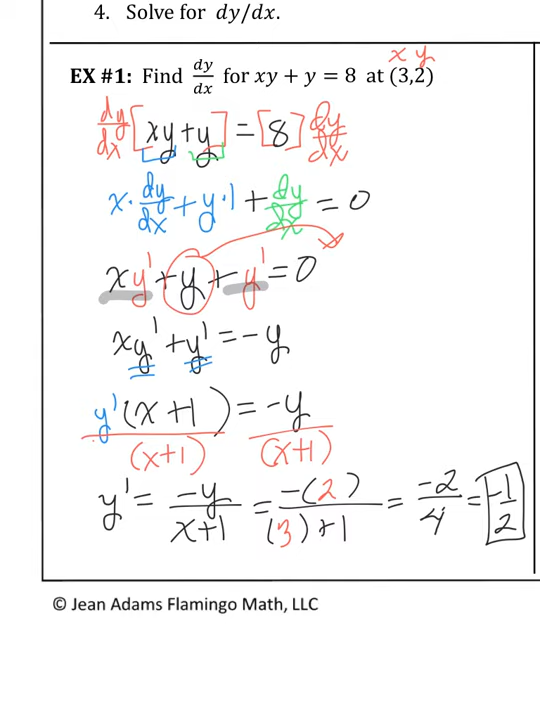 4. Solve for dy/dx.
x y
EX #1: Find dy/dx for xy + y = 8 at (3,2)
dy/dx [xy+y] = [8] dy/dx
x · dy/dx + y · 1 + dy/dx = 0
xy' + y + y' = 0
xy' + y' = -y
y'(x+1) = -y
(x+1) (x+1)
y' = -y/x+1 = -(2)/(3)+1 = -2/4 = -1/2
© Jean Adams Flamingo Math, LLC